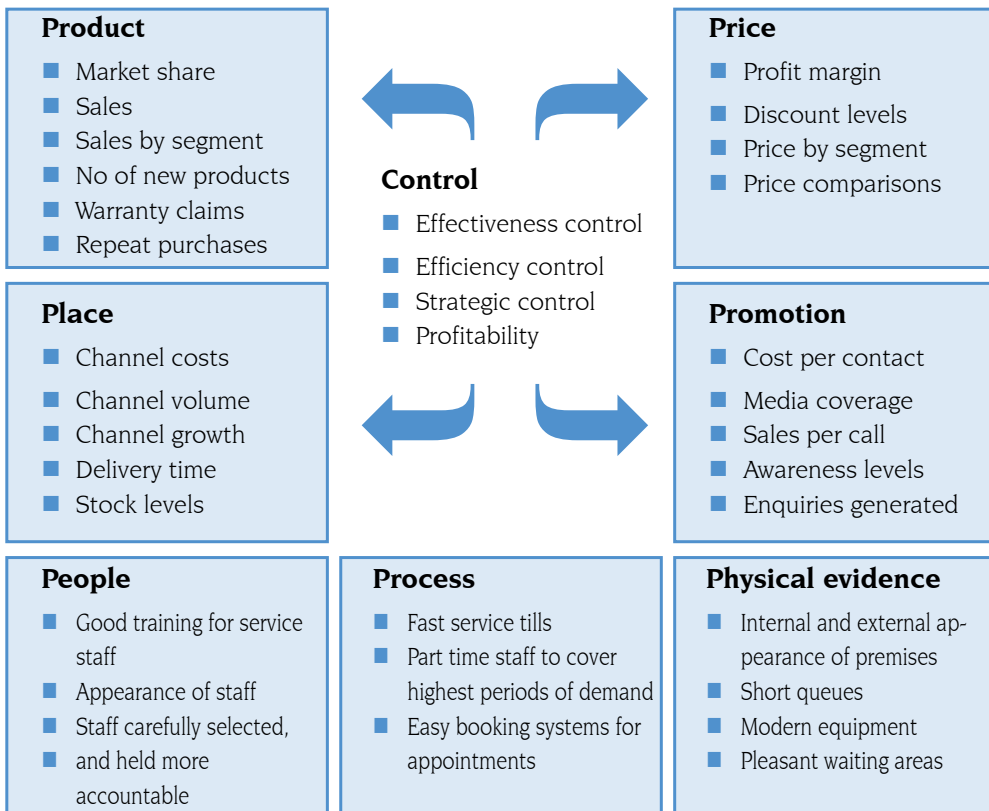 Product
■ Market share
■ Sales
■ Sales by segment
■ No of new products
■ Warranty claims
■ Repeat purchases
Price
■ Profit margin
■ Discount levels
■ Price by segment
■ Price comparisons
Control
■ Effectiveness control
■ Efficiency control
■ Strategic control
■ Profitability
Place
■ Channel costs
■ Channel volume
■ Channel growth
■ Delivery time
■ Stock levels
Promotion
■ Cost per contact
■ Media coverage
■ Sales per call
■ Awareness levels
■ Enquiries generated
People
■ Good training for service
staff
■ Appearance of staff
■ Staff carefully selected,
■ and held more
accountable
Process
■ Fast service tills
■ Part time staff to cover
highest periods of demand
■ Easy booking systems for
appointments
Physical evidence
■ Internal and external ap-
pearance of premises
■ Short queues
■ Modern equipment
■ Pleasant waiting areas